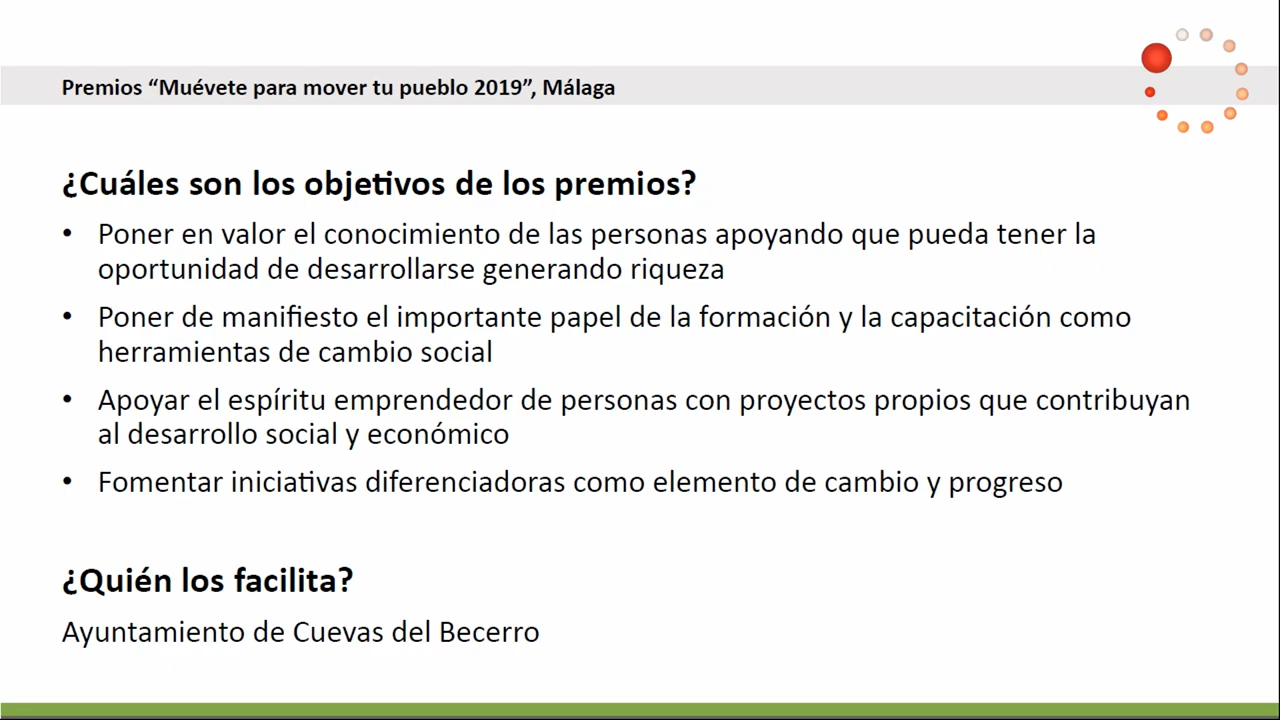 Premios “Muévete para mover tu pueblo 2019”, Málaga
¿Cuáles son los objetivos de los premios?
• Poner en valor el conocimiento de las personas apoyando que pueda tener la
oportunidad de desarrollarse generando riqueza
• Poner de manifiesto el importante papel de la formación y la capacitación como
herramientas de cambio social
• Apoyar el espíritu emprendedor de personas con proyectos propios que contribuyan
al desarrollo social y económico
• Fomentar iniciativas diferenciadoras como elemento de cambio y progreso
¿Quién los facilita?
Ayuntamiento de Cuevas del Becerro